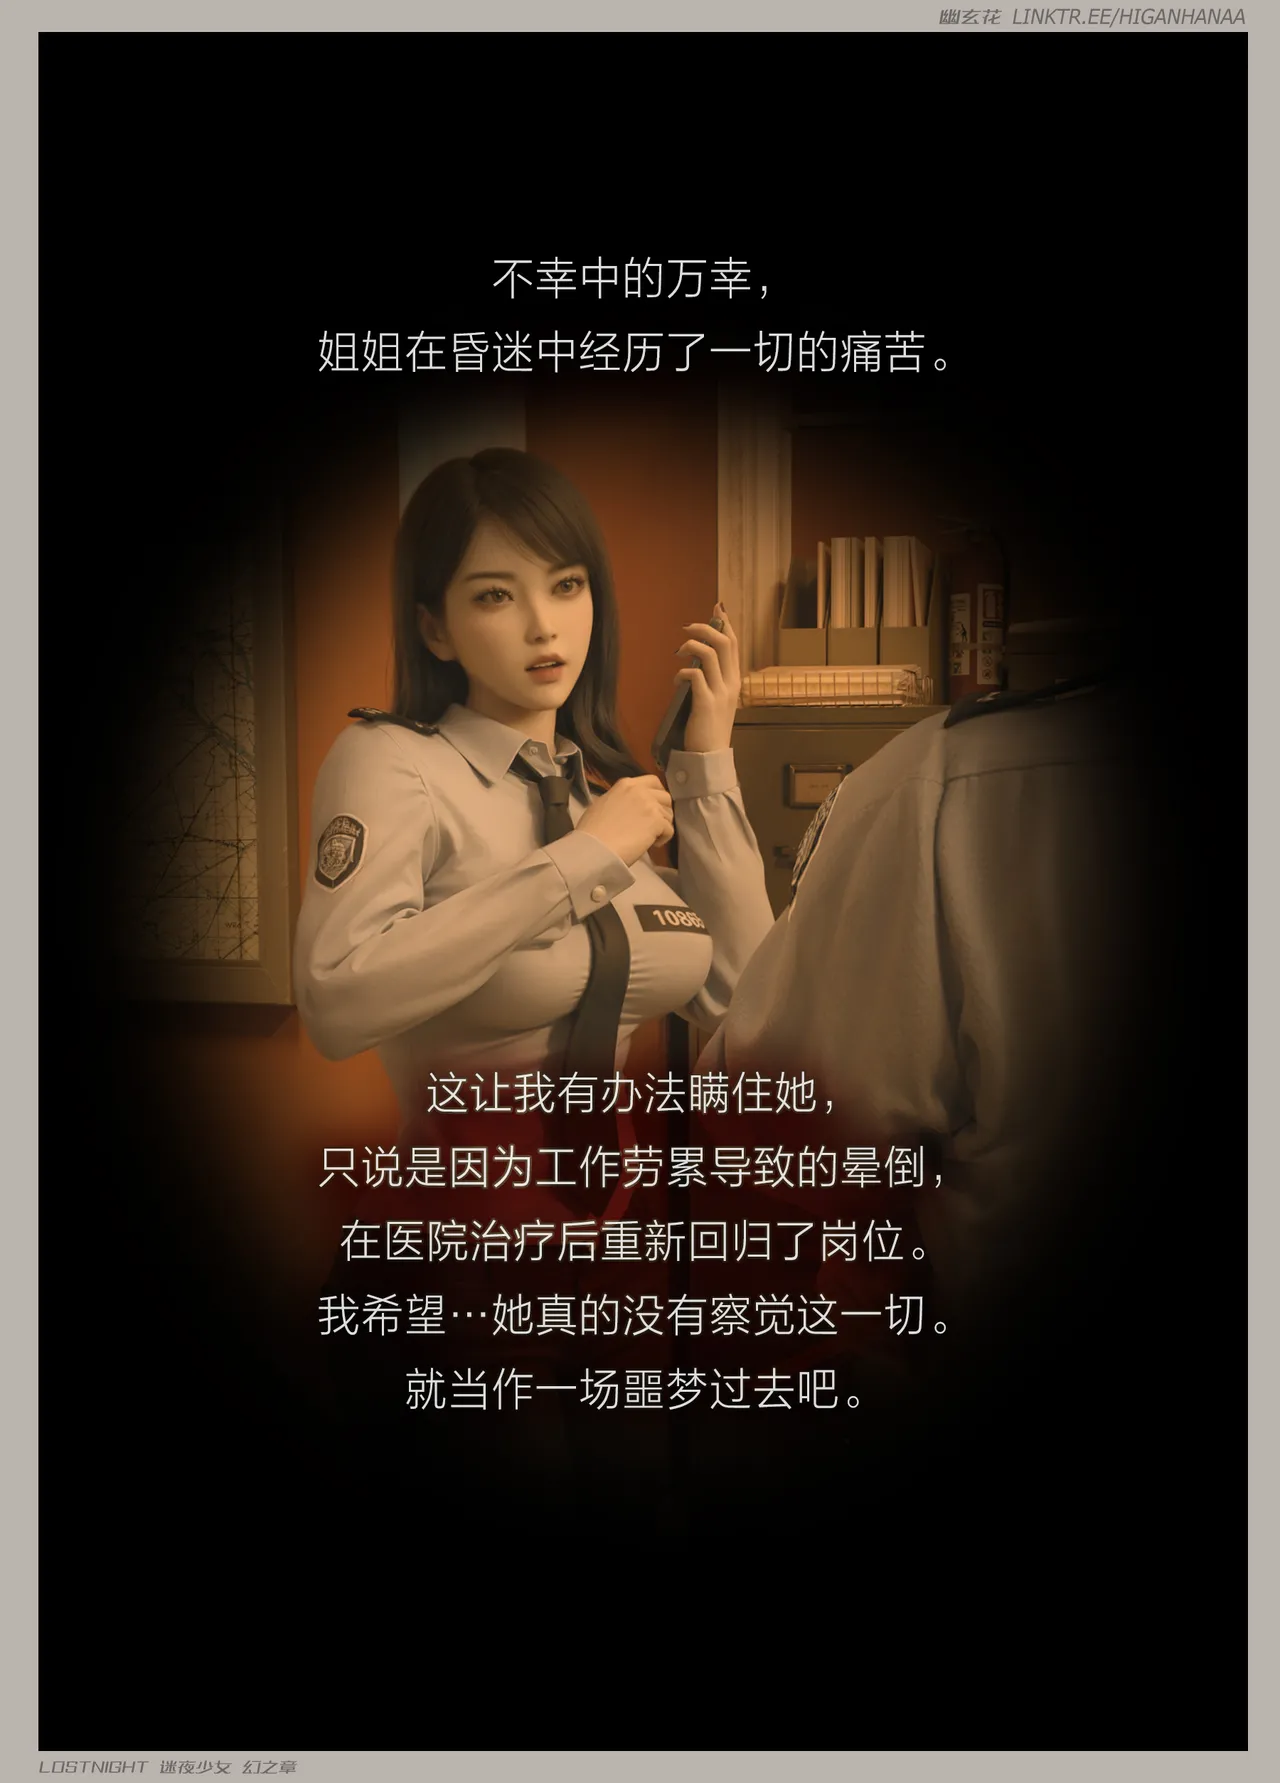 幽玄花 LINKTR.EE/HIGANHANAA
不幸中的万幸，
姐姐在昏迷中经历了一切的痛苦。
10865
这让我有办法瞒住她，
只说是因为工作劳累导致的晕倒，
在医院治疗后重新回归了岗位。
我希望…她真的没有察觉这一切。
就当作一场噩梦过去吧。
LOSTNIGHT 迷夜少女 幻之章